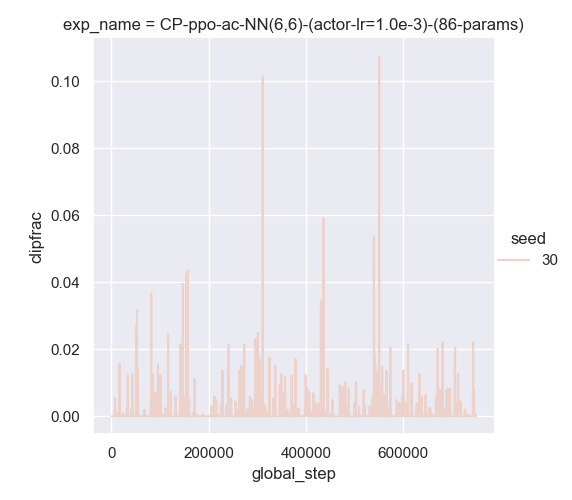 exp_name = CP-ppo-ac-NN(6,6)-(actor-lr=1.0e-3)-(86-params)
0.10
0.08
0.06
0.04
0.02
0.00
clipfrac
0 200000 400000 600000
global_step
seed
30